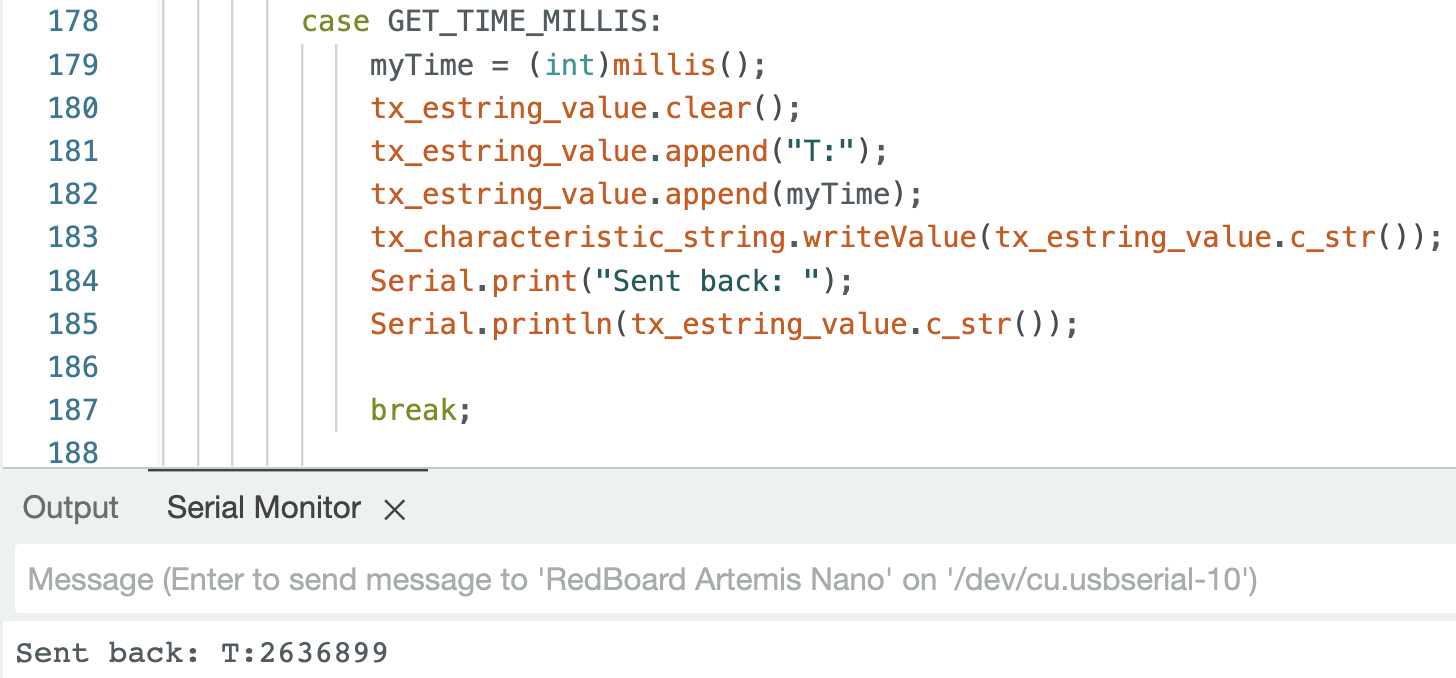 178 case GET_TIME_MILLIS:
179 myTime = (int)millis();
180 tx_estring_value.clear();
181 tx_estring_value.append("T:");
182 tx_estring_value.append(myTime);
183 tx_characteristic_string.writeValue(tx_estring_value.c_str());
184 Serial.print("Sent back: ");
185 Serial.println(tx_estring_value.c_str());
186
187 break;
188
Output Serial Monitor ×
Message (Enter to send message to 'RedBoard Artemis Nano' on '/dev/cu.usbserial-10')
Sent back: T:2636899